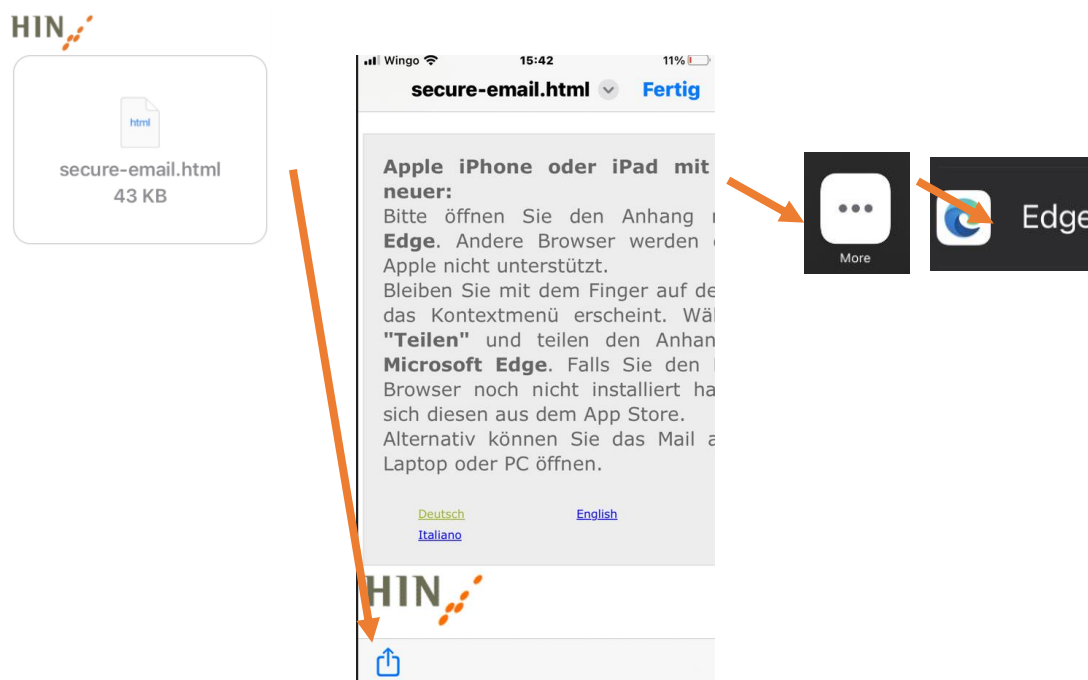 HIN
html
secure-email.html
43 KB
Wingo
15:42
11%
secure-email.html
Fertig
Apple iPhone oder iPad mit
neuer:
Bitte öffnen Sie den Anhang
Edge. Andere Browser werden
Apple nicht unterstützt.
Bleiben Sie mit dem Finger auf
das Kontextmenü erscheint.
"Teilen" und teilen den
Microsoft Edge. Falls Sie den
Browser noch nicht installiert
sich diesen aus dem App Store.
Alternativ können Sie das Mail
Laptop oder PC öffnen.
Deutsch
English
Italiano
HIN
More
Edge